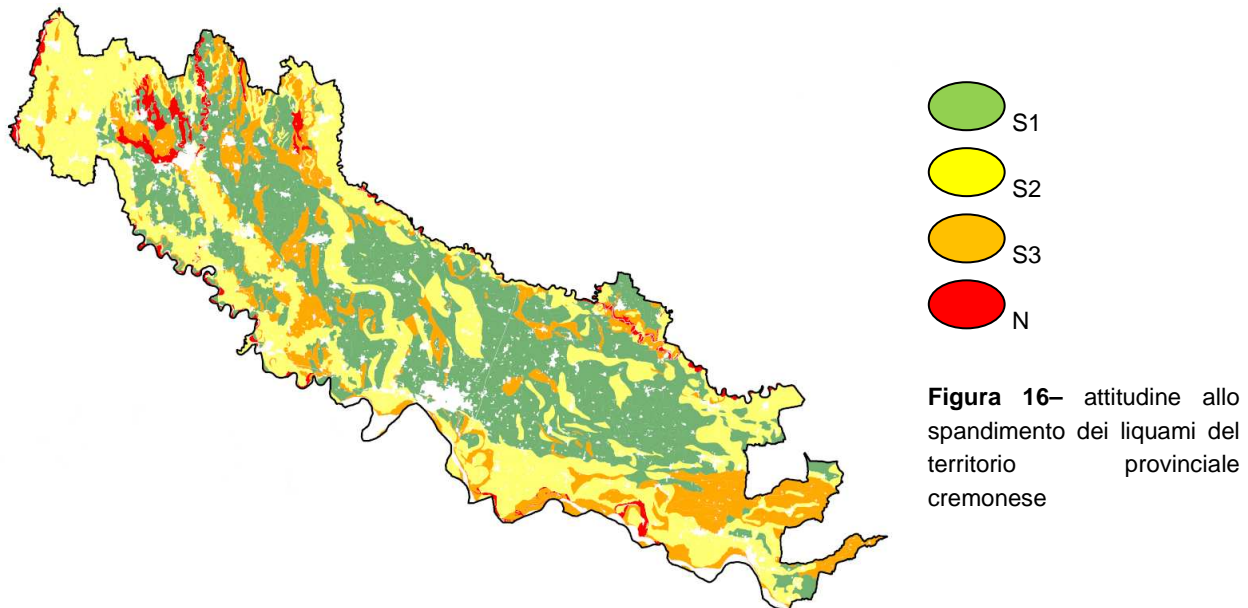 S1
S2
S3
N
Figura 16– attitudine allo
spandimento dei liquami del
territorio provinciale
cremonese